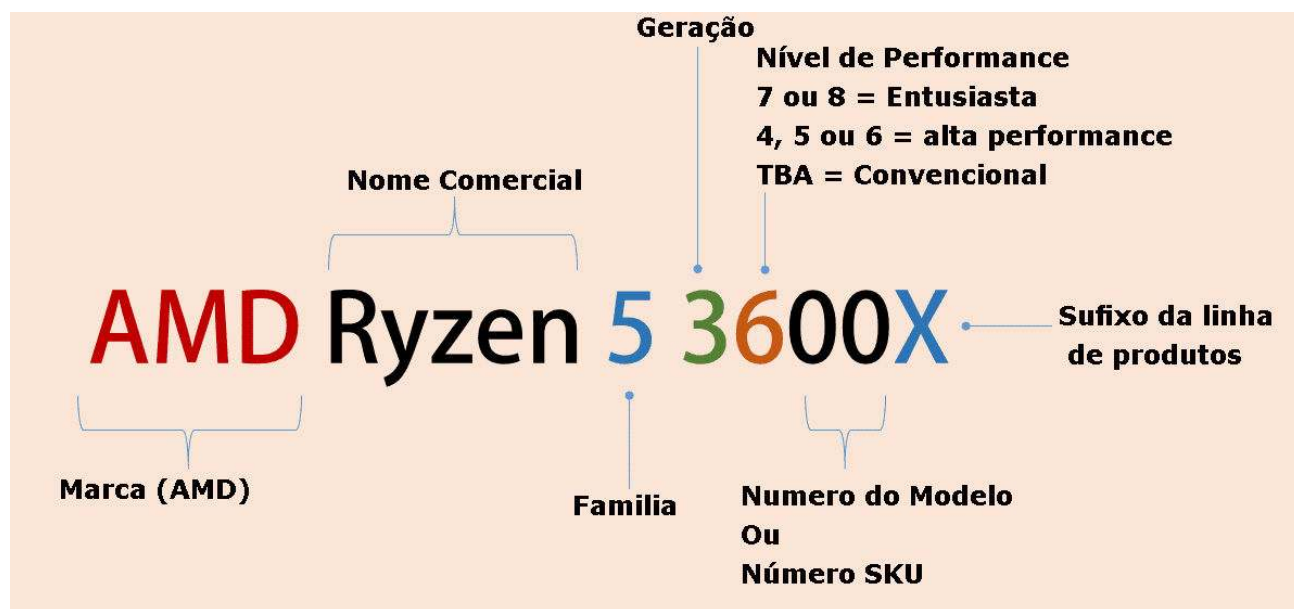 Geração
Nível de Performance
7 ou 8 = Entusiasta
4, 5 ou 6 = alta performance
TBA = Convencional
Nome Comercial
AMD Ryzen 5 3600X
Sufixo da linha
de produtos
Marca (AMD)
Familia
Numero do Modelo
Ou
Número SKU